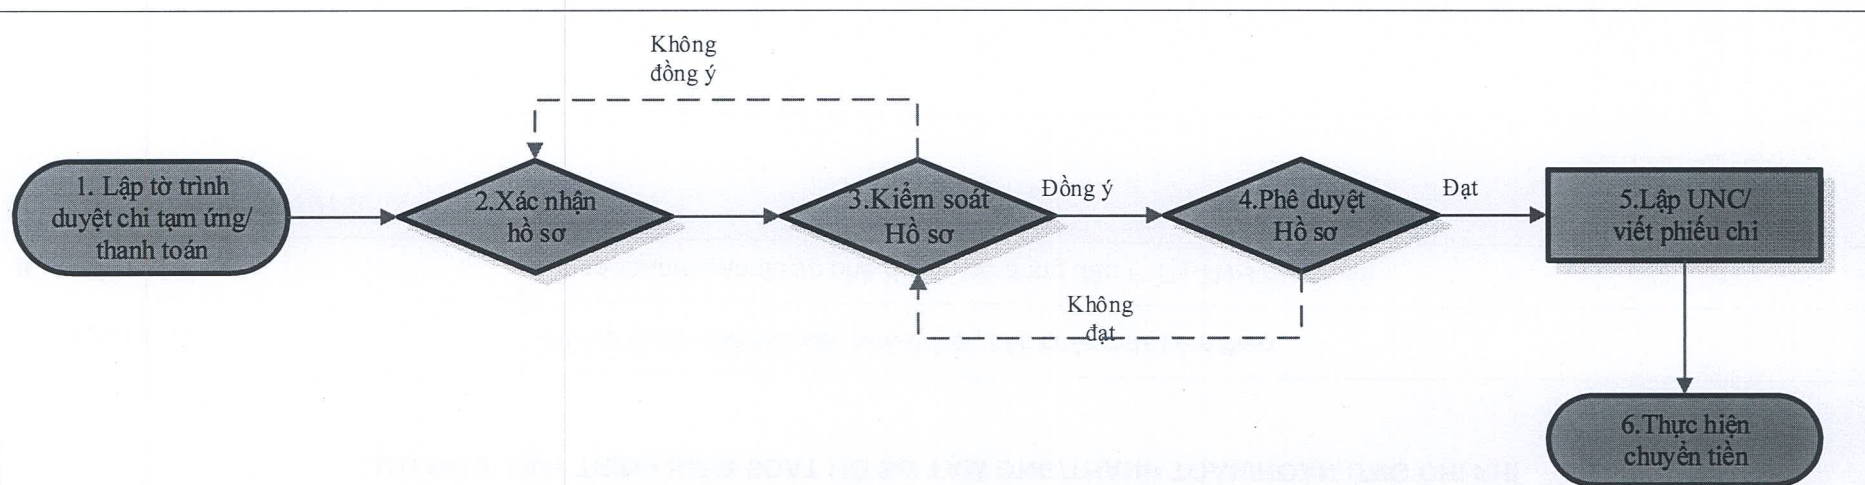 Không
đồng ý
1. Lập tờ trình
duyệt chi tạm ứng/
thanh toán
2.Xác nhận
hồ sơ
3.Kiểm soát
Hồ sơ
Đồng ý
4.Phê duyệt
Hồ sơ
Đạt
5.Lập UNC/
viết phiếu chi
Không
đạt
6.Thực hiện
chuyển tiền